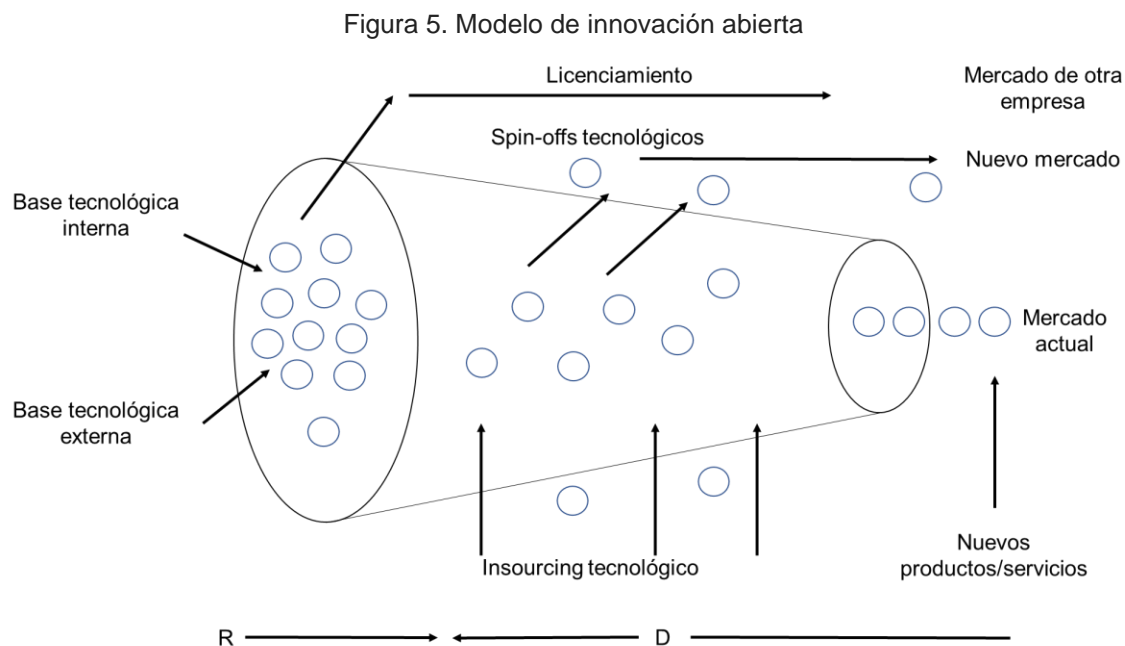 Figura 5. Modelo de innovación abierta
Licenciamiento
Mercado de otra
empresa
Spin-offs tecnológicos
Nuevo mercado
Base tecnológica
interna
Mercado
actual
Base tecnológica
externa
Insourcing tecnológico
Nuevos
productos/servicios
R
D